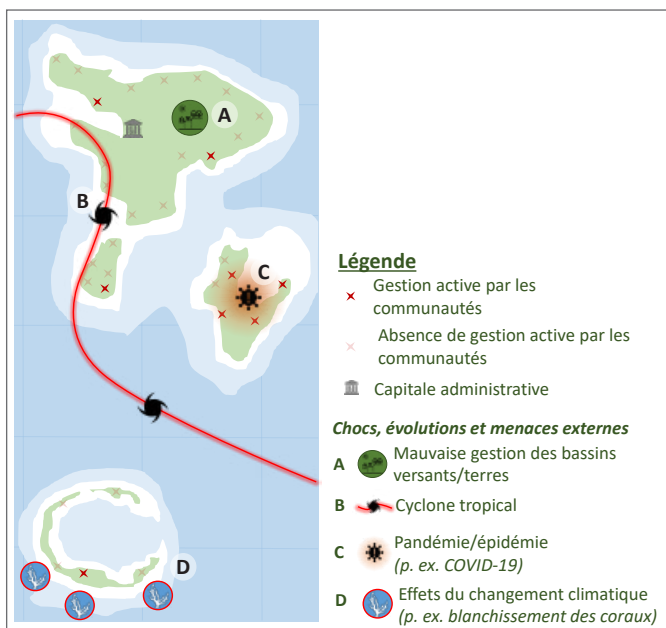 A
B
C
D
Légende
Gestion active par les
communautés
Absence de gestion active par les
communautés
Capitale administrative
Chocs, évolutions et menaces externes
A Mauvaise gestion des bassins
versants/terres
B Cyclone tropical
C Pandémie/épidémie
(p. ex. COVID-19)
D Effets du changement climatique
(p. ex. blanchissement des coraux)